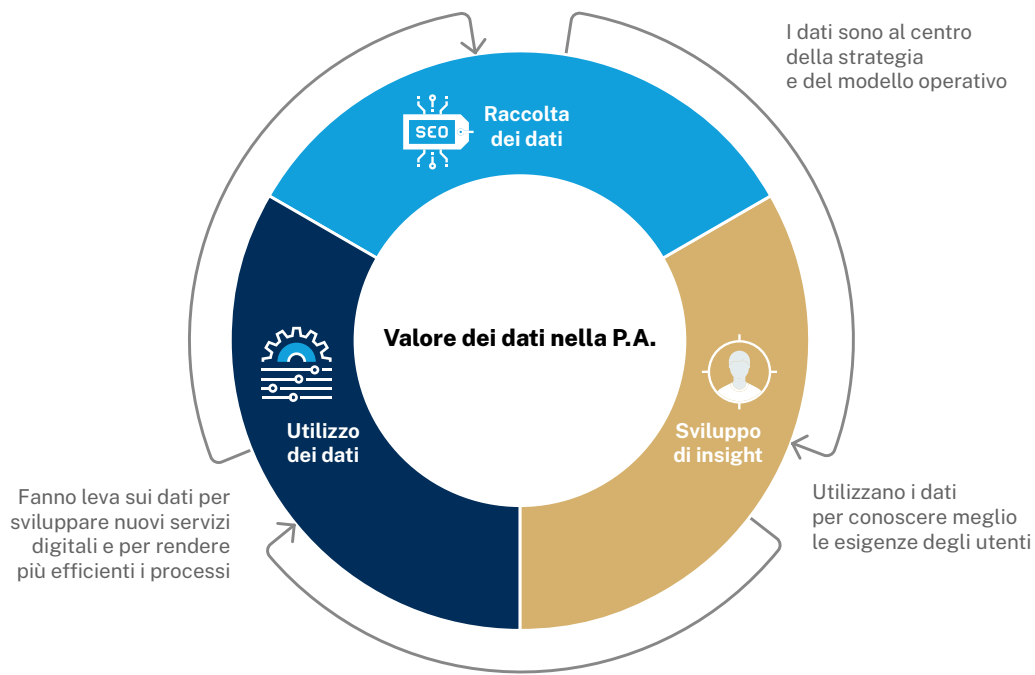 I dati sono al centro
della strategia
e del modello operativo
SEO
Raccolta
dei dati
Valore dei dati nella P.A.
Utilizzo
dei dati
Sviluppo
di insight
Fanno leva sui dati per
sviluppare nuovi servizi
digitali e per rendere
più efficienti i processi
Utilizzano i dati
per conoscere meglio
le esigenze degli utenti